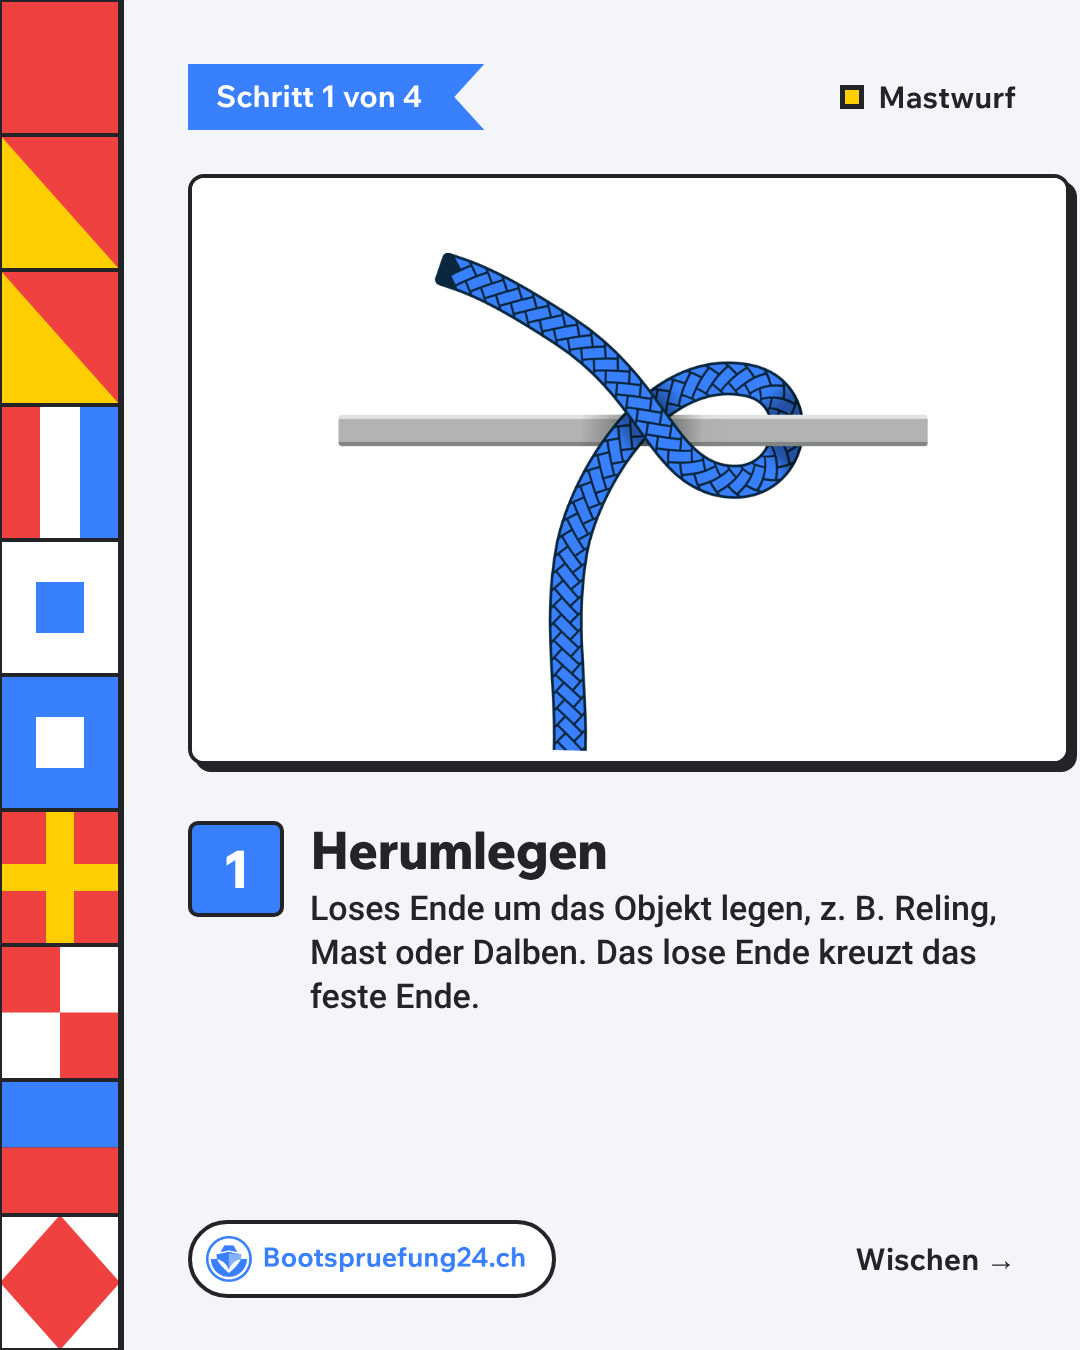 Schritt 1 von 4
Mastwurf
1
Herumlegen
Loses Ende um das Objekt legen, z. B. Reling,
Mast oder Dalben. Das lose Ende kreuzt das
feste Ende.
Bootspruefung24.ch
Wischen →